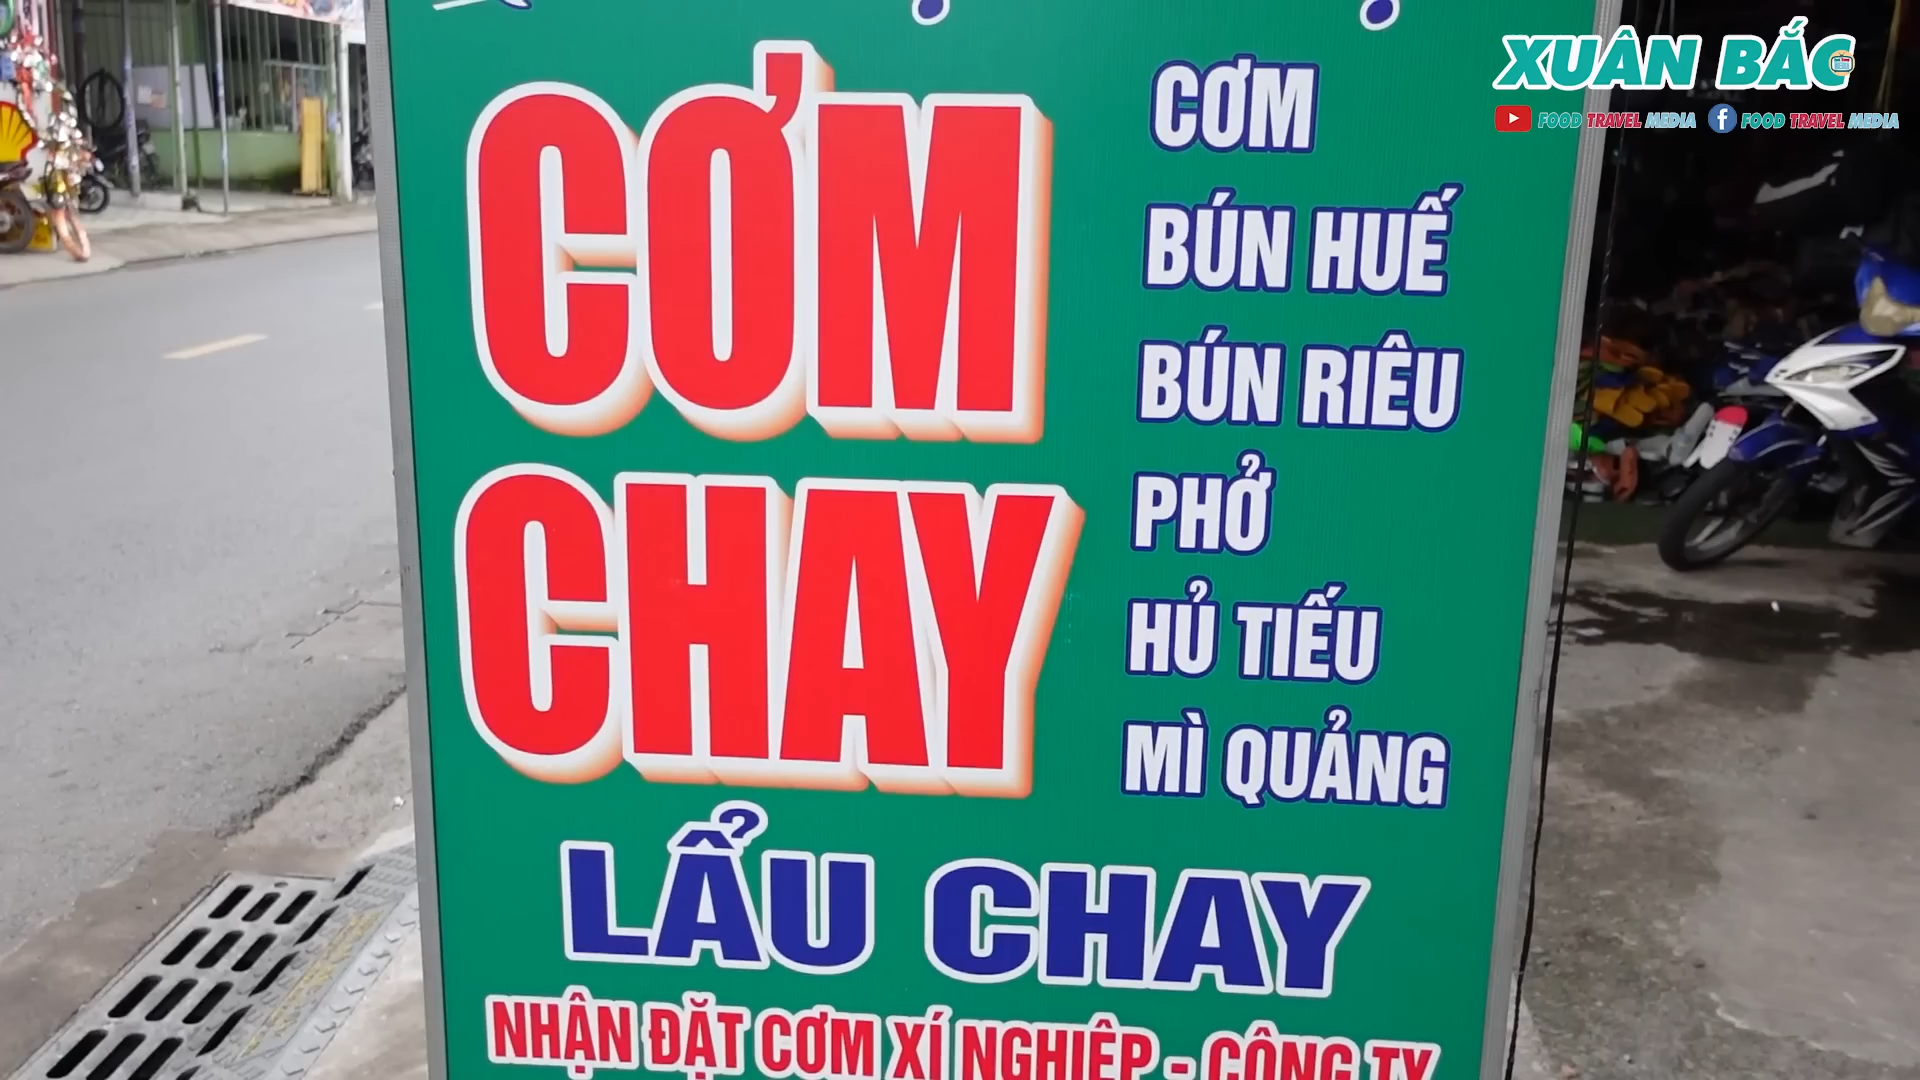 XUÂN BẮC
FOOD TRAVEL MEDIA
FOOD TRAVEL MEDIA
CƠM
CHAY
CƠM
BÚN HUẾ
BÚN RIÊU
PHỞ
HỦ TIẾU
MÌ QUẢNG
LẨU CHAY
NHẬN ĐẶT CƠM XÍ NGHIỆP - CÔNG TY